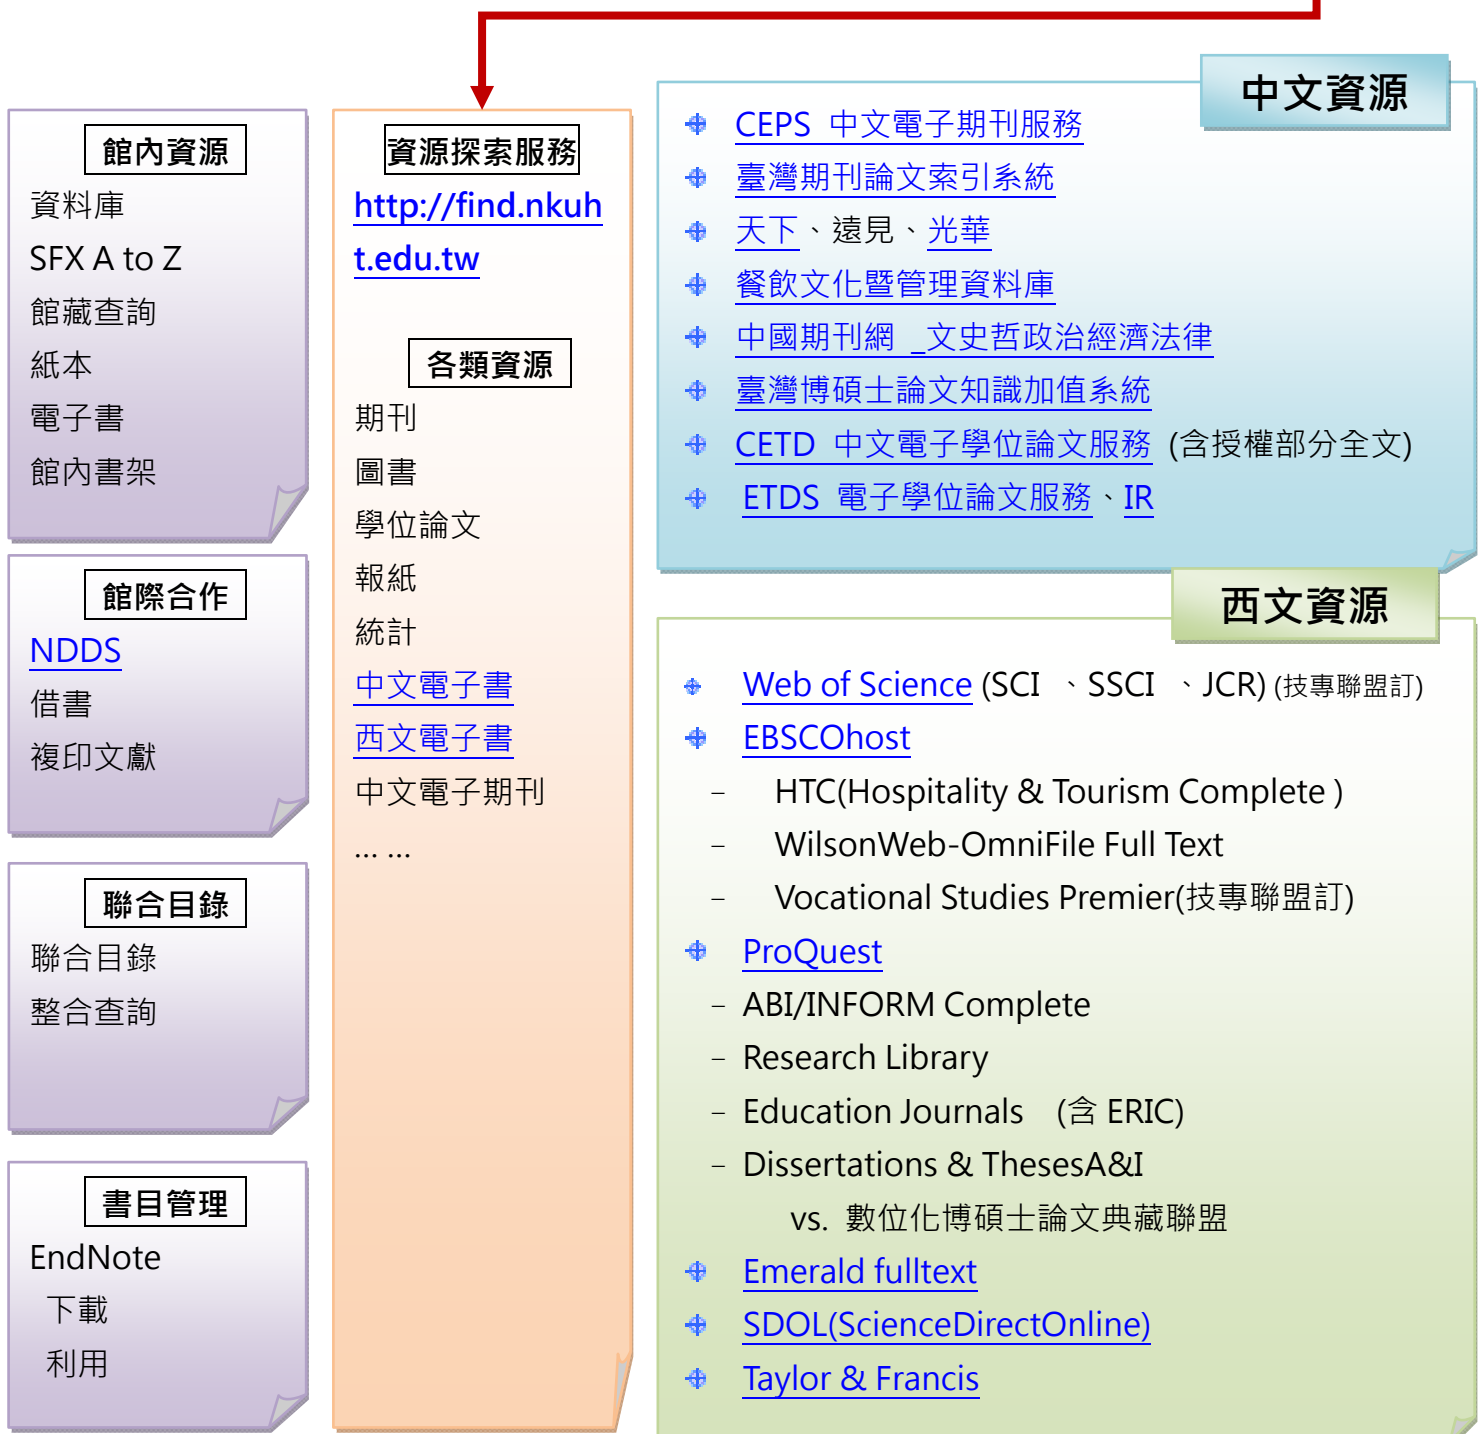 館內資源
資料庫
SFX A to Z
館藏查詢
紙本
電子書
館內書架
館際合作
NDDS
借書
複印文獻
聯合目錄
聯合目錄
整合查詢
書目管理
EndNote
下載
利用
資源探索服務
http://find.nkuh
t.edu.tw
各類資源
期刊
圖書
學位論文
報紙
統計
中文電子書
西文電子書
中文電子期刊
... ...
中文資源
CEPS 中文電子期刊服務
臺灣期刊論文索引系統
天下、遠見、光華
餐飲文化暨管理資料庫
中國期刊網 _文史哲政治經濟法律
臺灣博碩士論文知識加值系統
CETD 中文電子學位論文服務 (含授權部分全文)
ETDS 電子學位論文服務、IR
西文資源
Web of Science (SCI 、SSCI 、JCR) (技專聯盟訂)
EBSCOhost
– HTC(Hospitality & Tourism Complete )
– WilsonWeb-OmniFile Full Text
– Vocational Studies Premier(技專聯盟訂)
ProQuest
– ABI/INFORM Complete
– Research Library
– Education Journals (含 ERIC)
– Dissertations & ThesesA&I
vs. 數位化博碩士論文典藏聯盟
Emerald fulltext
SDOL(ScienceDirectOnline)
Taylor & Francis